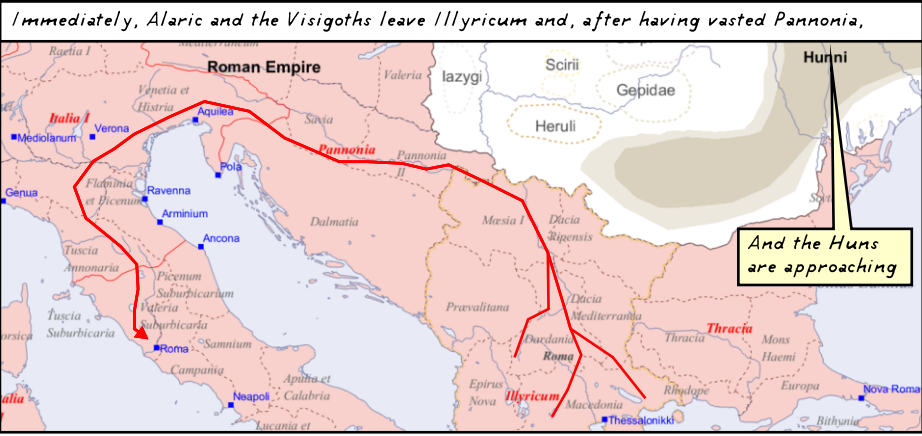 Immediately, Alaric and the Visigoths leave Illyricum and, after having vasted Pannonia,
Raetia I
Mediterraneum
Roman Empire
Valeria
Iazygi
Scirii
Gepidae
Heruli
Hunni
Venetia et
Histria
Italia I
Verona
Mediolanum
Aquilea
Savia
Pannonia
Pannonia
II
Pola
Genua
Flaminia
et Picenum
Ravenna
Arminium
Ancona
Dalmatia
Mœsia I
Dacia
Ripensis
And the Huns
are approaching
Tuscia
Annonaria
Picenum
Suburbicarium
Valeria
Suburbicaria
Tuscia
Suburbicaria
Roma
Samnium
Campania
Neapoli
Apulia et
Calabria
Lucania et
Prævalitana
Dacia
Mediterranea
Dardania
Roma
Epirus
Nova
Illyricum
Macedonia
Thessalonikki
Rhodope
Thracia
Thracia
Mons
Haemi
Europa
Nova Roma
Bithynia